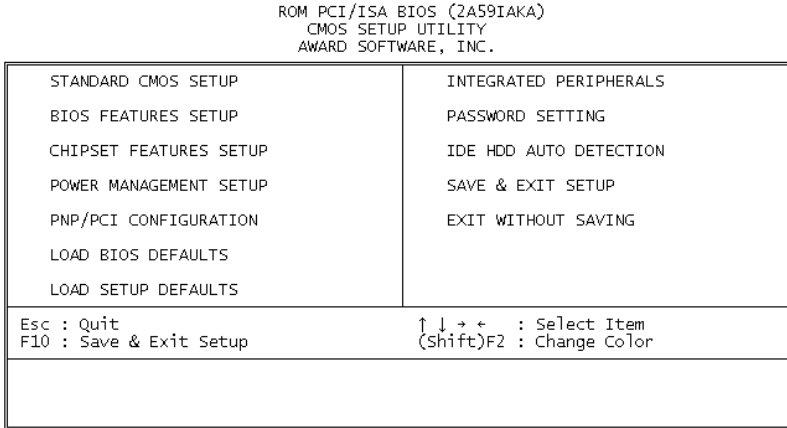 ROM PCI/ISA BIOS (2A59IAKA)
CMOS SETUP UTILITY
AWARD SOFTWARE, INC.
STANDARD CMOS SETUP
BIOS FEATURES SETUP
CHIPSET FEATURES SETUP
POWER MANAGEMENT SETUP
PNP/PCI CONFIGURATION
LOAD BIOS DEFAULTS
LOAD SETUP DEFAULTS
INTEGRATED PERIPHERALS
PASSWORD SETTING
IDE HDD AUTO DETECTION
SAVE & EXIT SETUP
EXIT WITHOUT SAVING
Esc : Quit
F10 : Save & Exit Setup
↑ ↓ → ← : Select Item
(Shift)F2 : Change Color